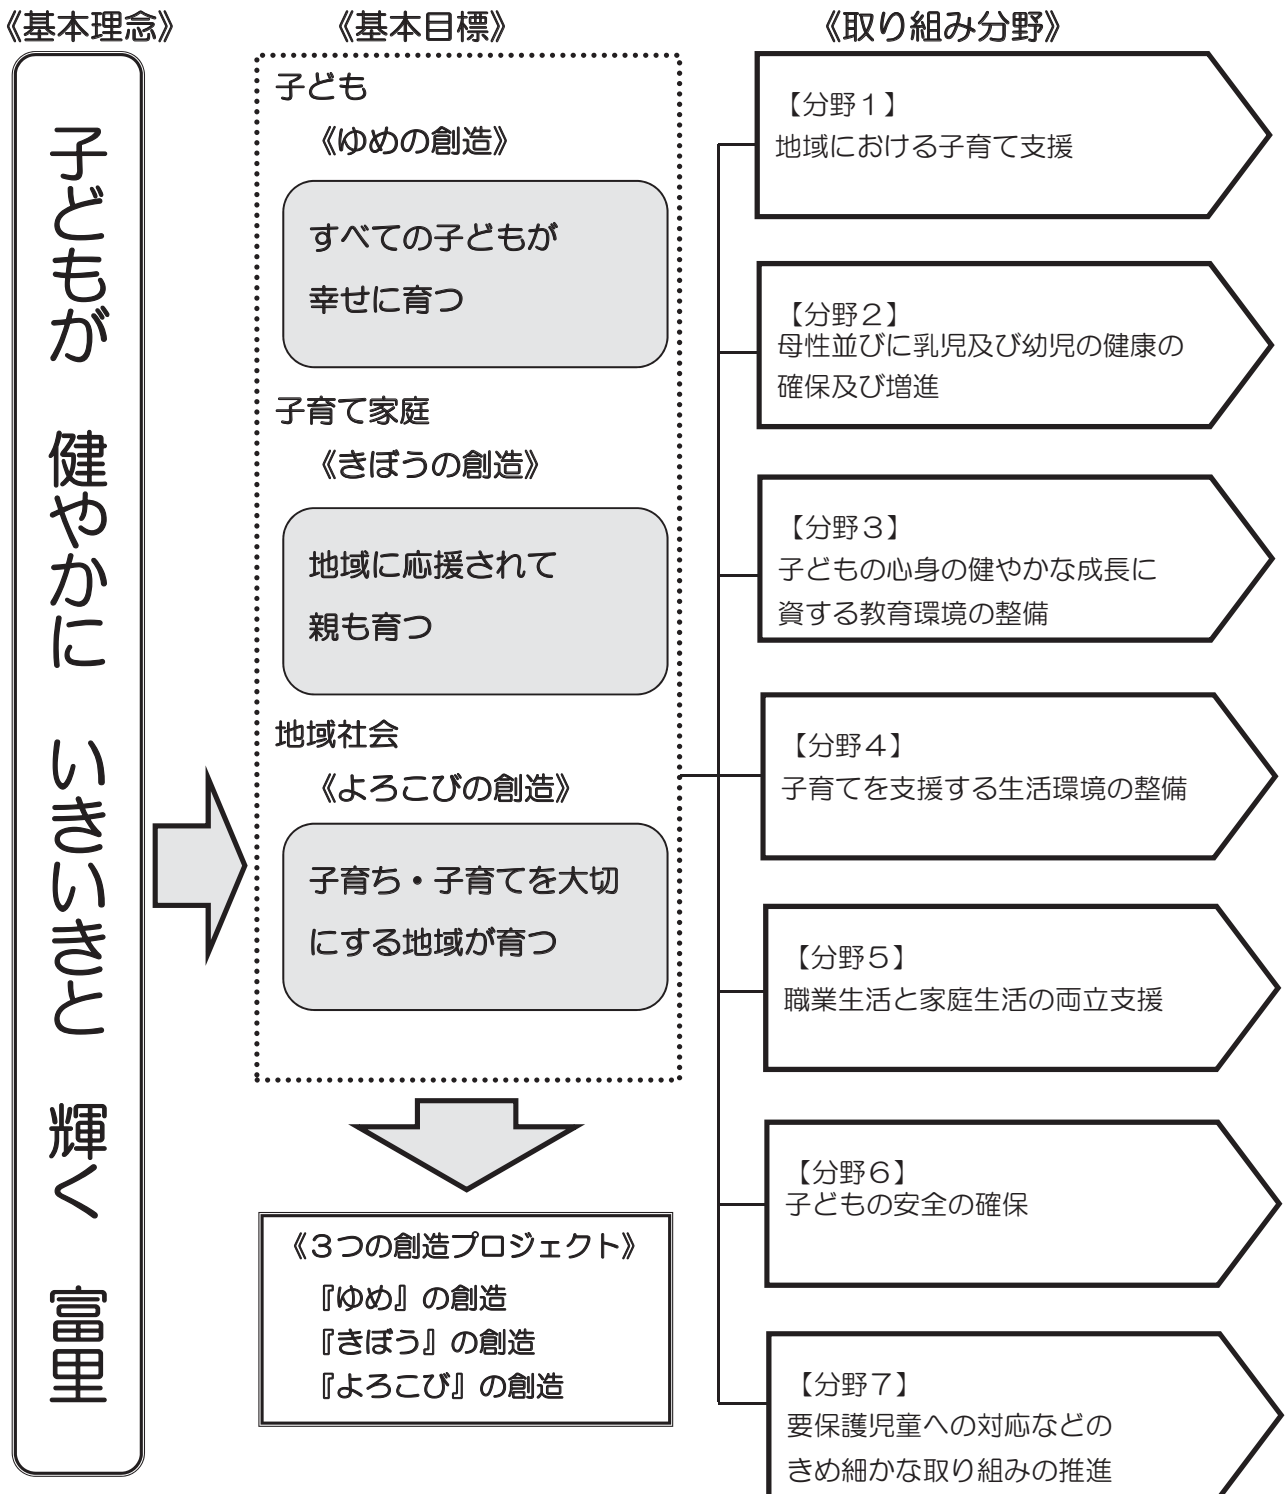 《基本理念》
子どもが 健やかに いきいきと 輝く 富里
《基本目標》
子ども
《ゆめの創造》
すべての子どもが
幸せに育つ
子育て家庭
《きぼうの創造》
地域に応援されて
親も育つ
地域社会
《よろこびの創造》
子育ち・子育てを大切
にする地域が育つ
《３つの創造プロジェクト》
『ゆめ』の創造
『きぼう』の創造
『よろこび』の創造
《取り組み分野》
【分野１】
地域における子育て支援
【分野２】
母性並びに乳児及び幼児の健康の
確保及び増進
【分野３】
子どもの心身の健やかな成長に
資する教育環境の整備
【分野４】
子育てを支援する生活環境の整備
【分野５】
職業生活と家庭生活の両立支援
【分野６】
子どもの安全の確保
【分野７】
要保護児童への対応などの
きめ細かな取り組みの推進